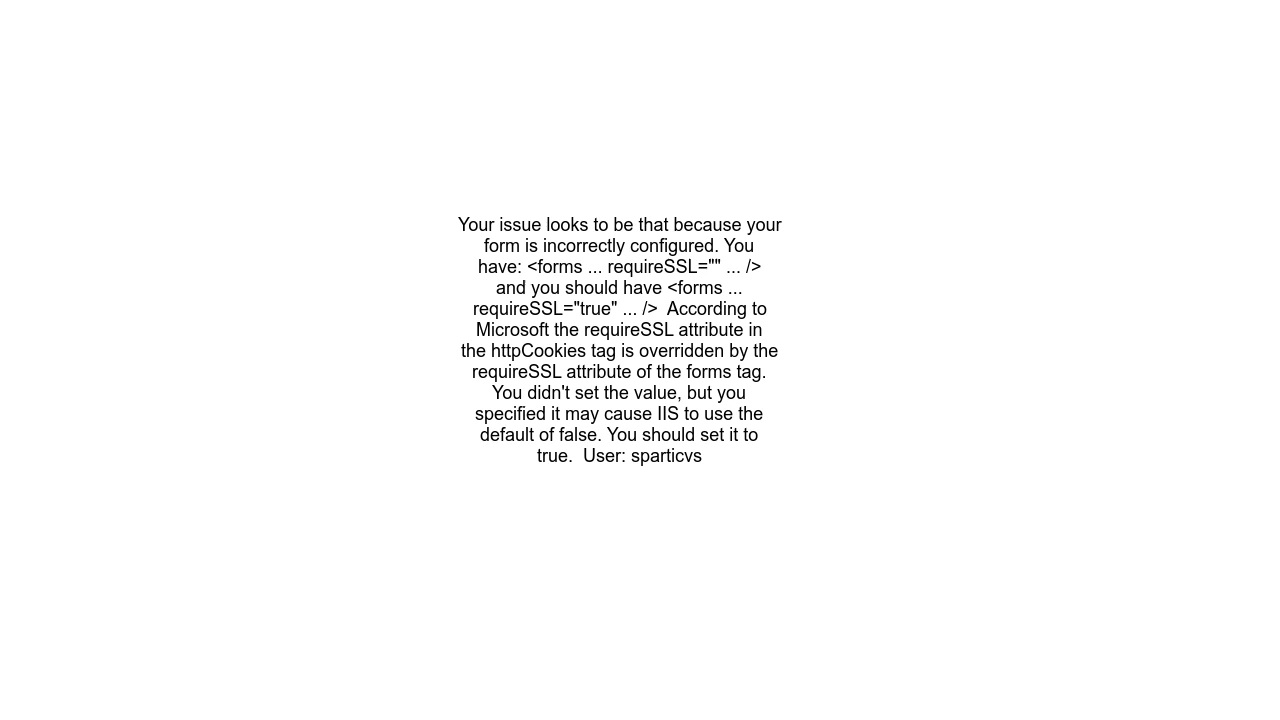 Your issue looks to be that because your
form is incorrectly configured. You
have: <forms ... requireSSL="" ... />
and you should have <forms ...
requireSSL="true" ... />  According to
Microsoft the requireSSL attribute in
the httpCookies tag is overridden by the
requireSSL attribute of the forms tag.
You didn't set the value, but you
specified it may cause IIS to use the
default of false. You should set it to
true.  User: sparticvs